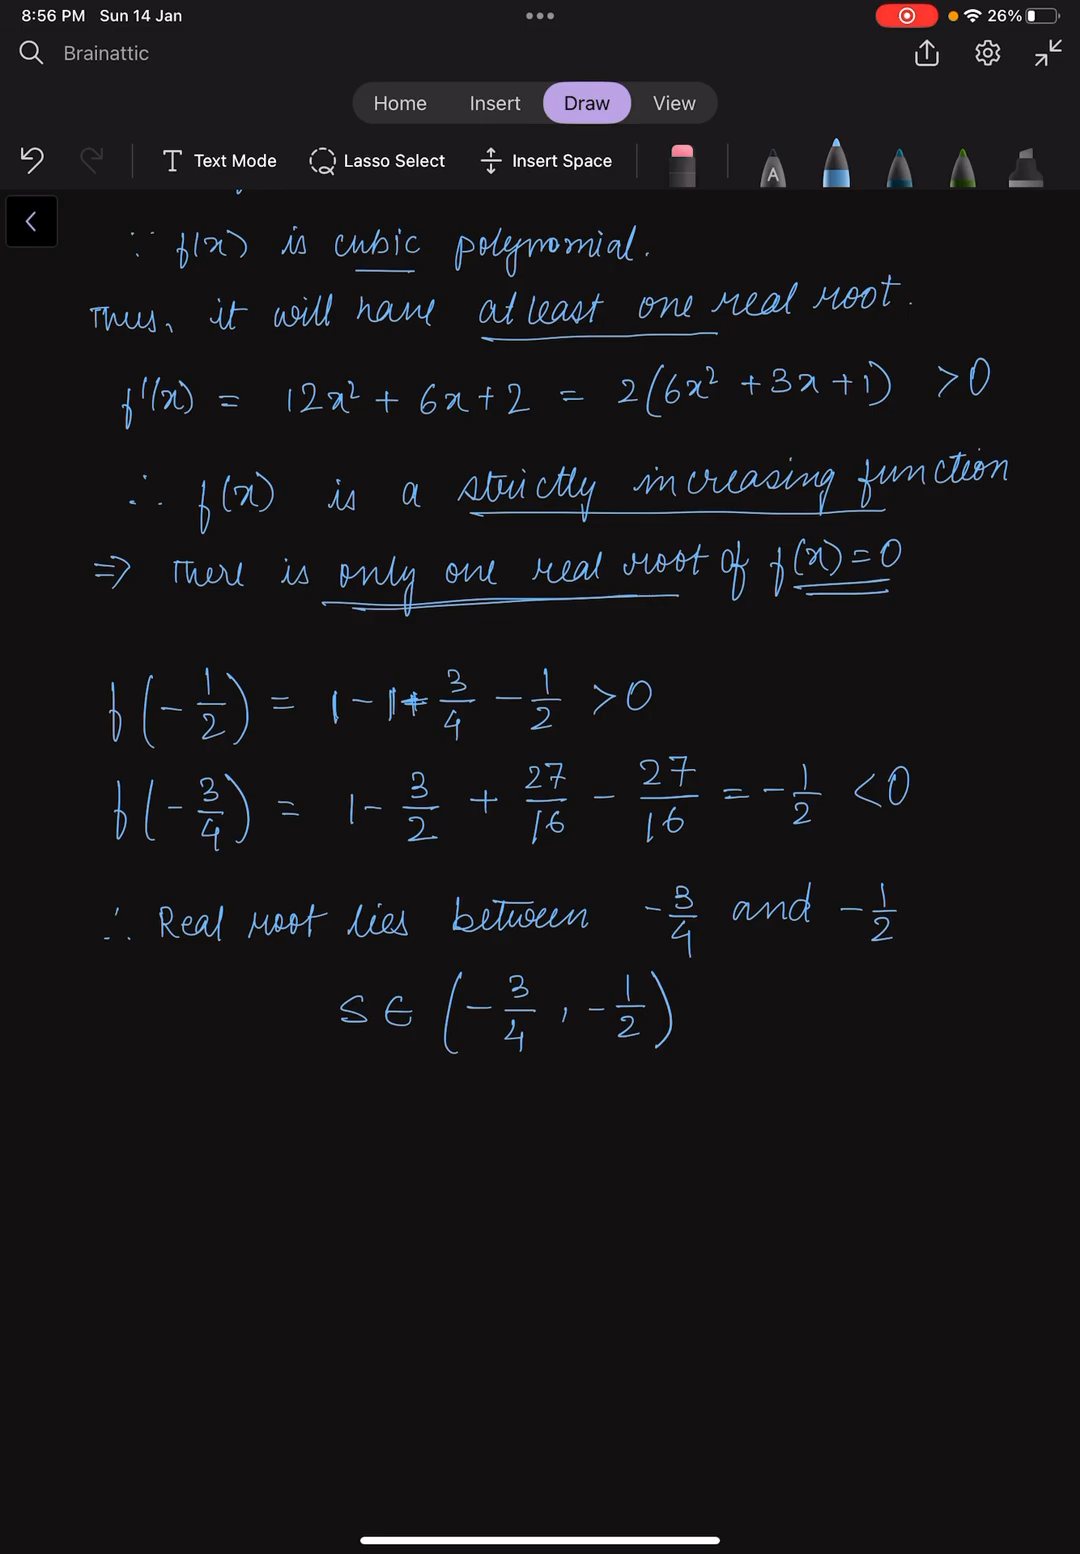 8:56 PM Sun 14 Jan
26%
Brainattic
Home Insert Draw View
T Text Mode Lasso Select Insert Space
A
∵ f(x) is cubic polynomial.
Thus, it will have at least one real root.
f'(x) = 12x² + 6x + 2 = 2(6x² + 3x + 1) > 0
∴ f(x) is a strictly increasing function
⇒ There is only one real root of f(x) = 0
f(-1/2) = 1 - 1 + 3/4 - 1/2 > 0
f(-3/4) = 1 - 3/2 + 27/16 - 27/16 = -1/2 < 0
∴ Real root lies between -3/4 and -1/2
S ∈ (-3/4, -1/2)